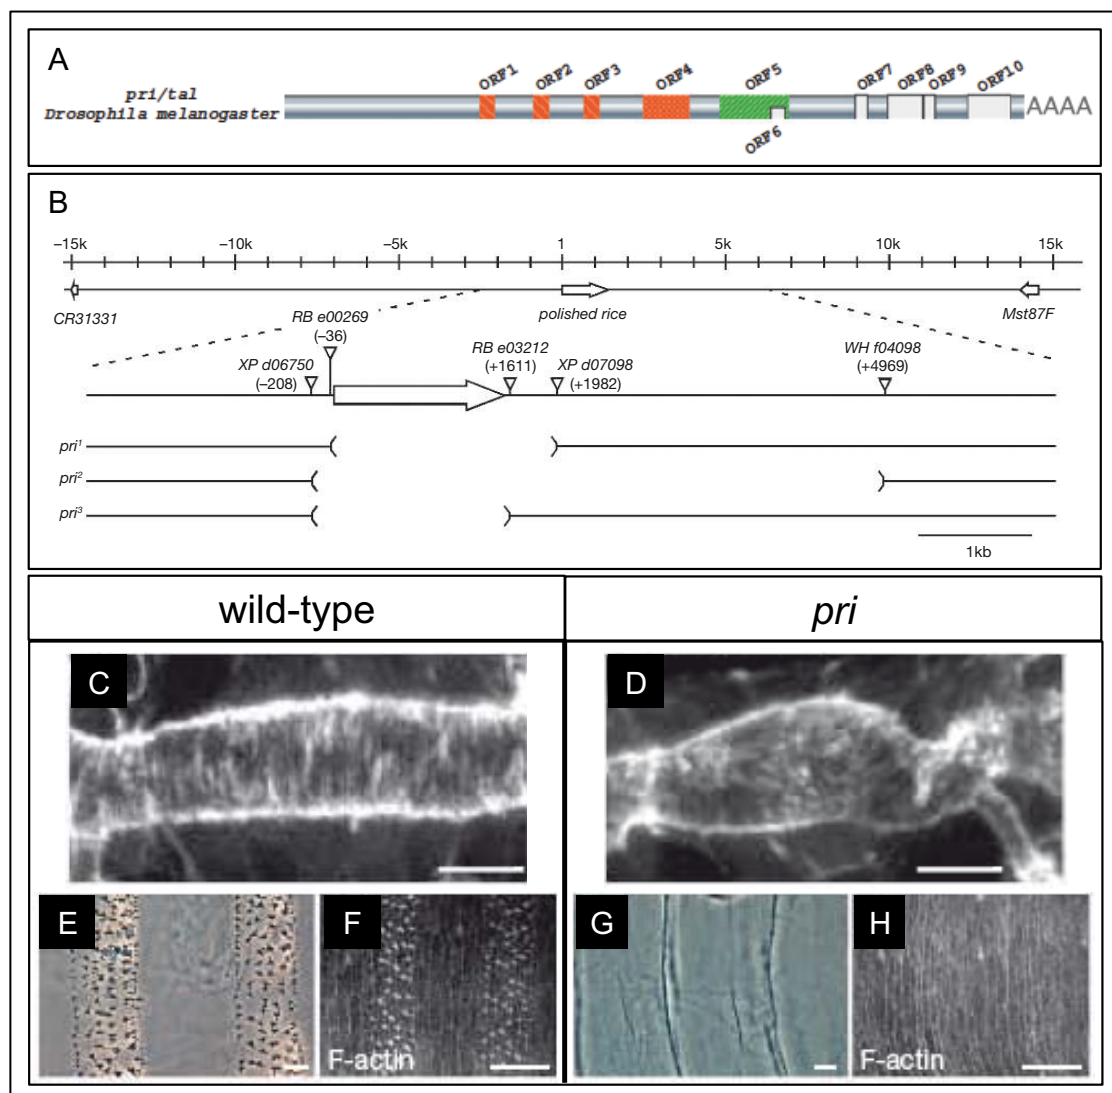 A
ORF1 ORF2 ORF3 ORF4 ORF5 ORF7 ORF8 ORF9 ORF10
pri/tal
Drosophila melanogaster
AAAA
ORF6
B
–15k –10k –5k 1 5k 10k 15k
CR31331 polished rice Mst87F
RB e00269
(–36)
XP d06750
(–208)
RB e03212
(+1611)
XP d07098
(+1982)
WH f04098
(+4969)
pri¹
pri²
pri³
1kb
wild-type pri
C D
E F G H
F-actin F-actin